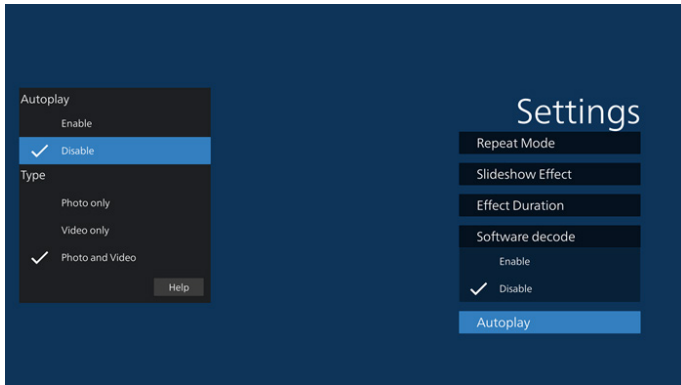 Autoplay
Enable
Disable
Type
Photo only
Video only
Photo and Video
Help
Settings
Repeat Mode
Slideshow Effect
Effect Duration
Software decode
Enable
Disable
Autoplay